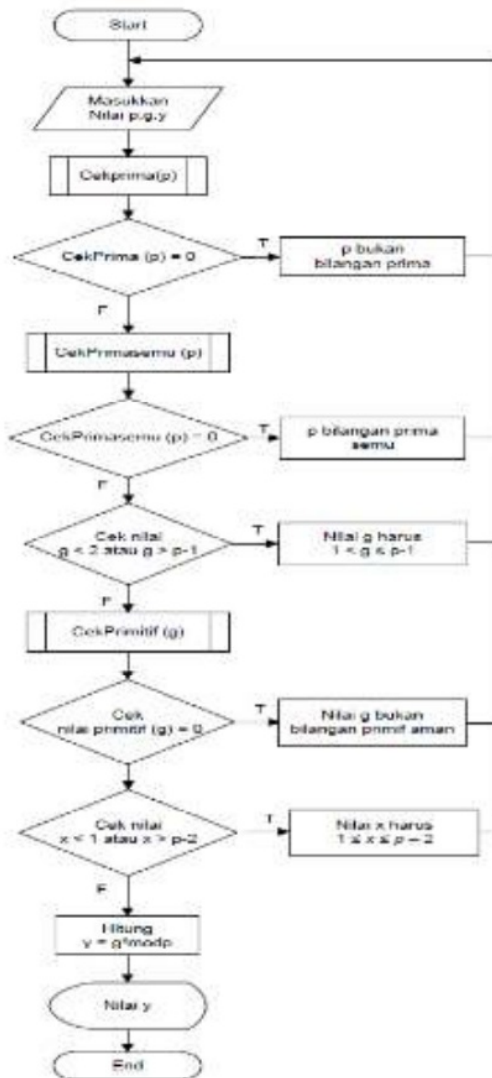 Start
Masukkan
Nilai p,g,y
Cekprima(p)
CekPrima (p) = 0
T
p bukan
bilangan prima
F
CekPrimasemu (p)
CekPrimasemu (p) = 0
T
p bilangan prima
semu
F
Cek nilai
g < 2 atau g > p-1
T
Nilai g harus
1 < g ≤ p-1
F
CekPrimitif (g)
Cek
nilai primitif (g) = 0
T
Nilai g bukan
bilangan primif aman
Cek nilai
x < 1 atau x > p-2
T
Nilai x harus
1 ≤ x ≤ p – 2
F
Hitung
Nilai y
End